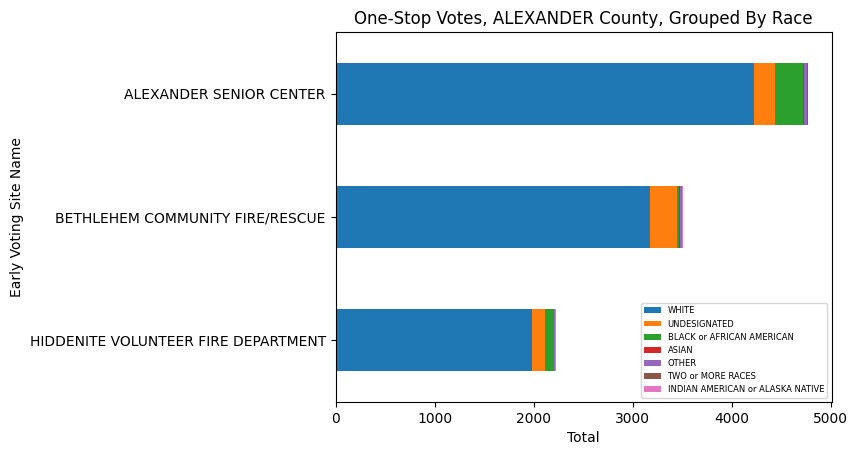 One-Stop Votes, ALEXANDER County, Grouped By Race
Early Voting Site Name
ALEXANDER SENIOR CENTER
BETHLEHEM COMMUNITY FIRE/RESCUE
HIDDENITE VOLUNTEER FIRE DEPARTMENT
WHITE
UNDESIGNATED
BLACK or AFRICAN AMERICAN
ASIAN
OTHER
TWO or MORE RACES
INDIAN AMERICAN or ALASKA NATIVE
0 1000 2000 3000 4000 5000
Total